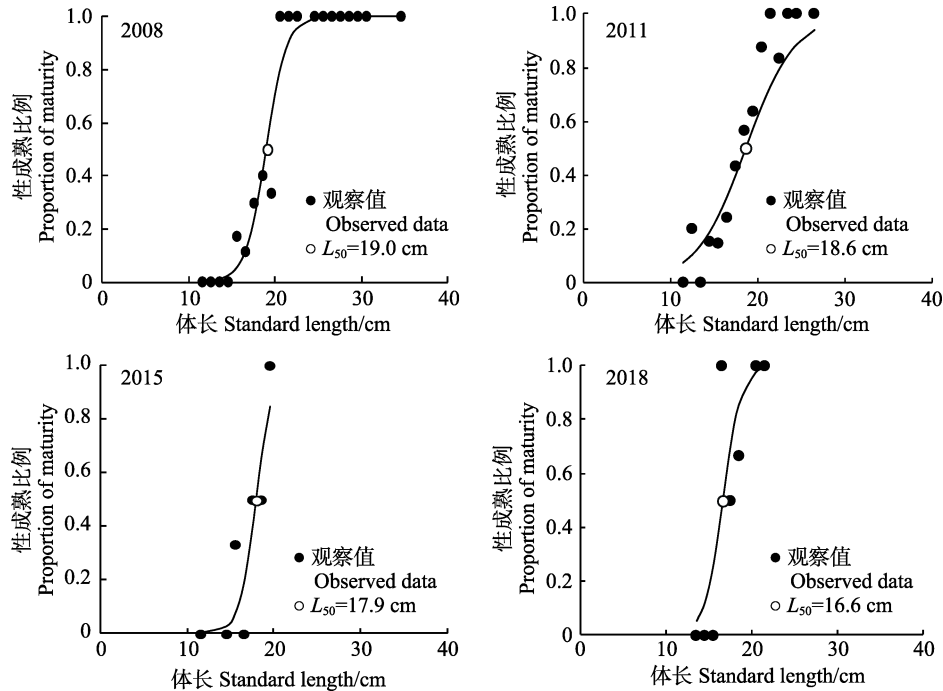 2008
1.0
0.8
0.6
0.4
0.2
0
性成熟比例
Proportion of maturity
观察值
Observed data
L50=19.0 cm
0 10 20 30 40
体长 Standard length/cm
2011
1.0
0.8
0.6
0.4
0.2
0
性成熟比例
Proportion of maturity
观察值
Observed data
L50=18.6 cm
0 10 20 30 40
体长 Standard length/cm
2015
1.0
0.8
0.6
0.4
0.2
0
性成熟比例
Proportion of maturity
观察值
Observed data
L50=17.9 cm
0 10 20 30 40
体长 Standard length/cm
2018
1.0
0.8
0.6
0.4
0.2
0
性成熟比例
Proportion of maturity
观察值
Observed data
L50=16.6 cm
0 10 20 30 40
体长 Standard length/cm